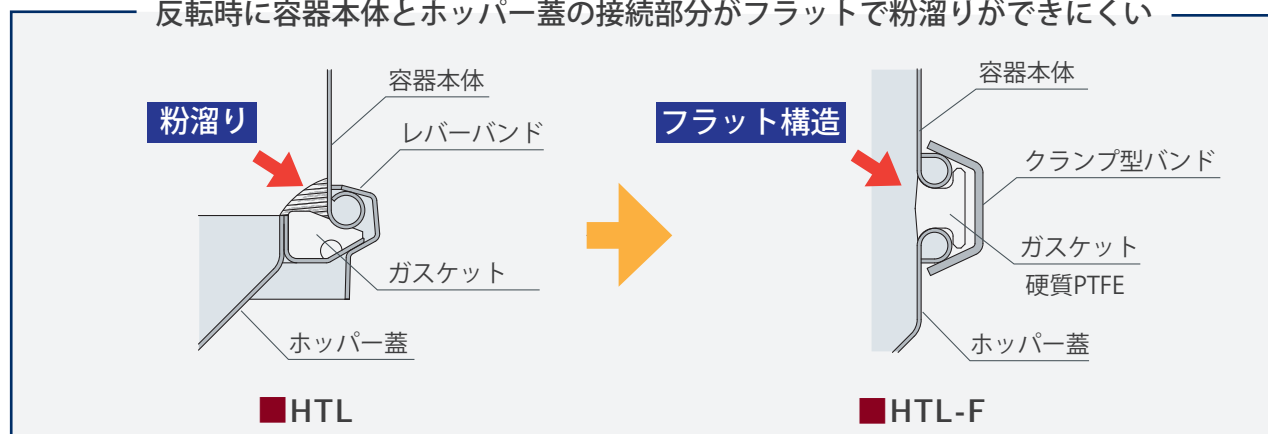 反転時に容器本体とホッパー蓋の接続部分がフラットで粉溜りができにくい
容器本体
粉溜り
レバーバンド
ガスケット
ホッパー蓋
■HTL
容器本体
フラット構造
クランプ型バンド
ガスケット
硬質PTFE
ホッパー蓋
■HTL-F